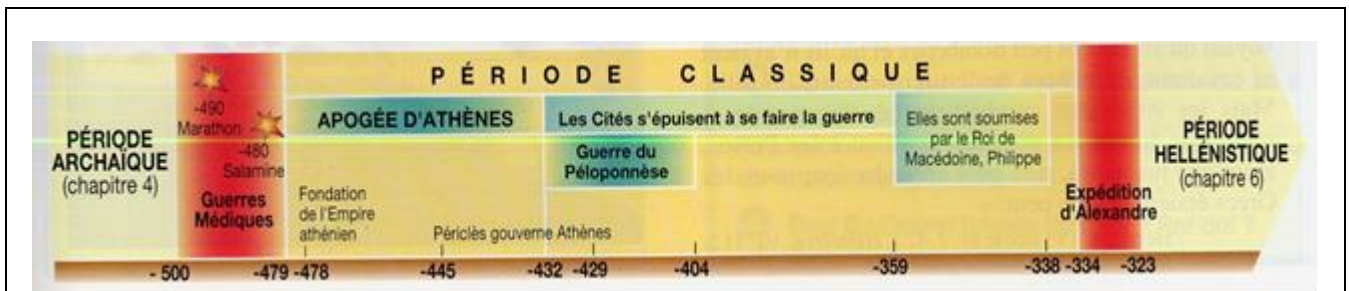 PÉRIODE CLASSIQUE
PÉRIODE
ARCHAÏQUE
(chapitre 4)
-490
Marathon
-480
Salamine
Guerres
Médiques
APOGÉE D'ATHÈNES
Fondation
de l'Empire
athénien
Périclès gouverne Athènes
Les Cités s'épuisent à se faire la guerre
Guerre du
Péloponnèse
Elles sont soumises
par le Roi de
Macédoine, Philippe
Expédition
d'Alexandre
PÉRIODE
HELLÉNISTIQUE
(chapitre 6)
- 500 -479 -478 -445 -432 -429 -404 -359 -338 -334 -323